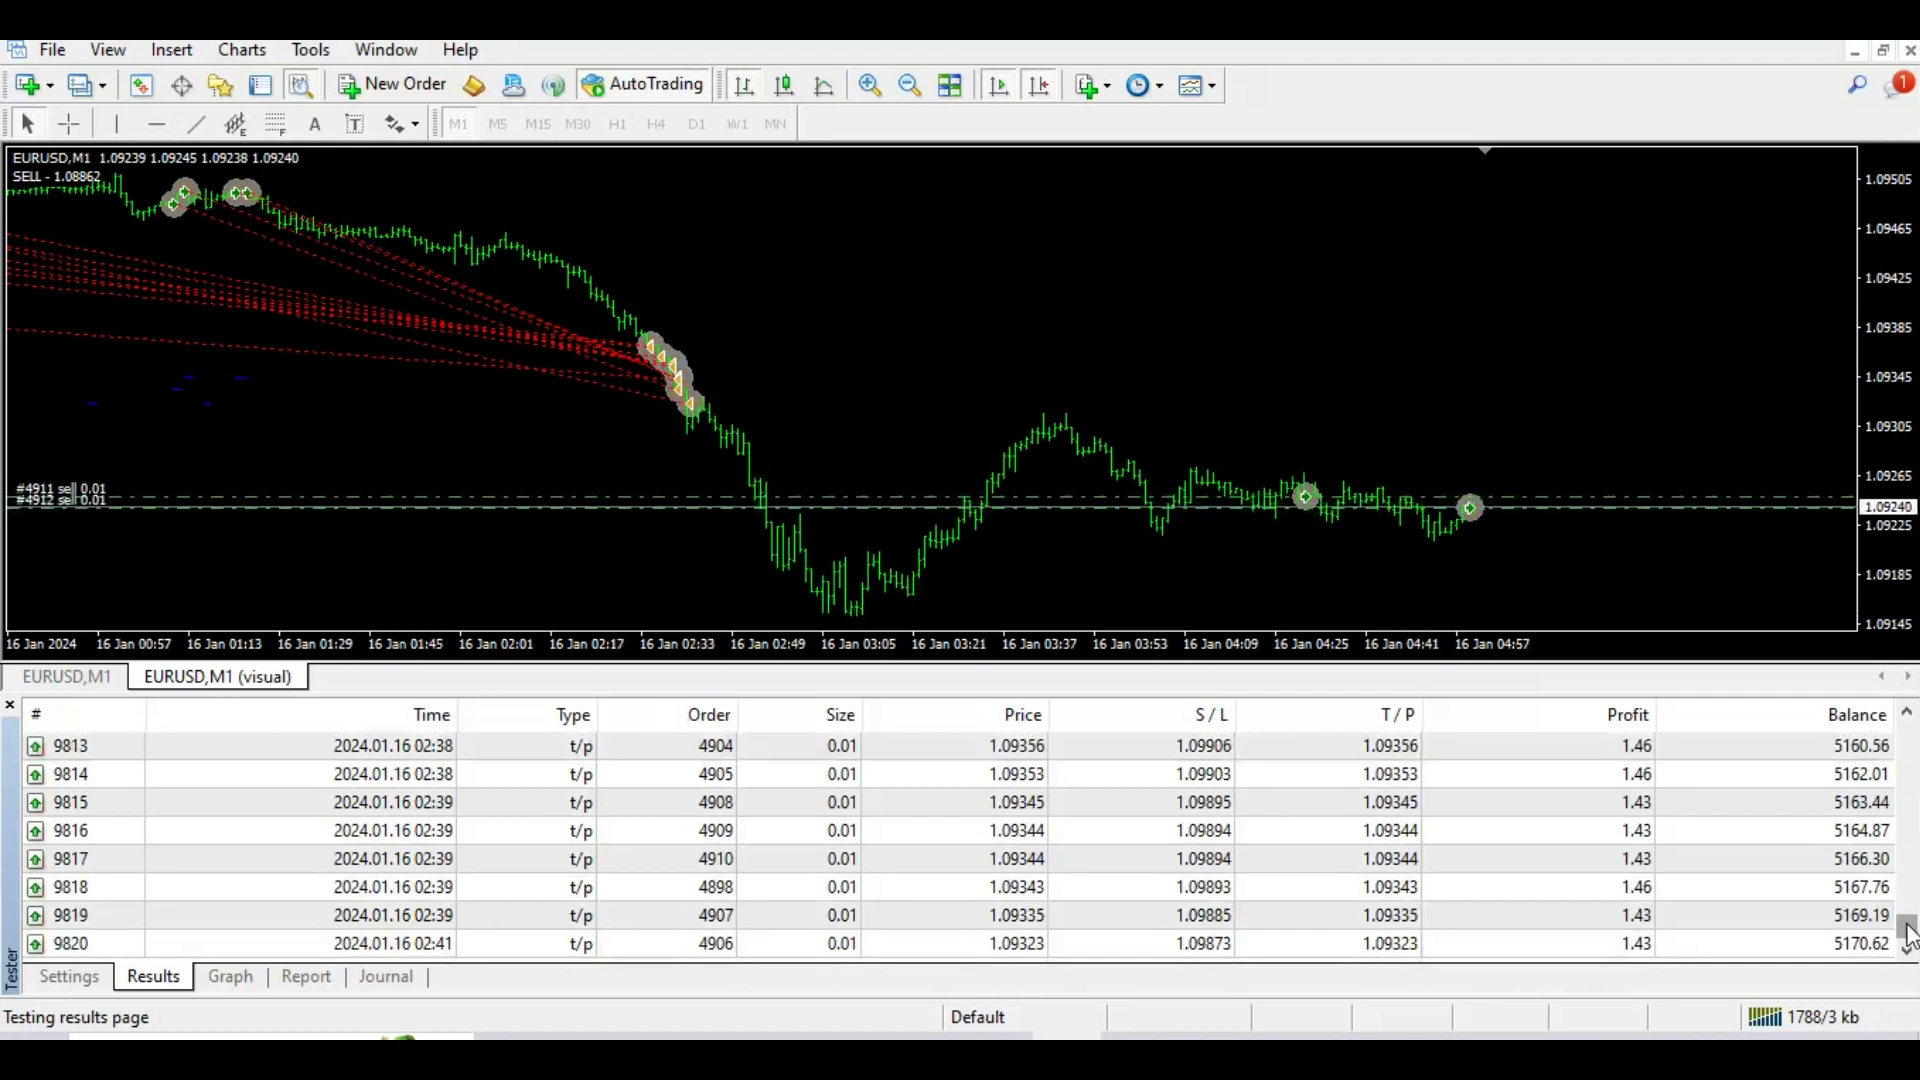 File View Insert Charts Tools Window Help
New Order AutoTrading 1
E F A T M1 M5 M15 M30 H1 H4 D1 W1 MN
EURUSD,M1 1.09239 1.09245 1.09238 1.09240
SELL - 1.08862
1.09505
1.09465
1.09425
1.09385
1.09345
1.09305
1.09265
#4911 sell 0.01
#4912 sell 0.01
1.09240
1.09225
1.09185
1.09145
16 Jan 2024 16 Jan 00:57 16 Jan 01:13 16 Jan 01:29 16 Jan 01:45 16 Jan 02:01 16 Jan 02:17 16 Jan 02:33 16 Jan 02:49 16 Jan 03:05 16 Jan 03:21 16 Jan 03:37 16 Jan 03:53 16 Jan 04:09 16 Jan 04:25 16 Jan 04:41 16 Jan 04:57
EURUSD,M1 EURUSD,M1 (visual)
# Time Type Order Size Price S / L T / P Profit Balance
9813 2024.01.16 02:38 t/p 4904 0.01 1.09356 1.09906 1.09356 1.46 5160.56
9814 2024.01.16 02:38 t/p 4905 0.01 1.09353 1.09903 1.09353 1.46 5162.01
9815 2024.01.16 02:39 t/p 4908 0.01 1.09345 1.09895 1.09345 1.43 5163.44
9816 2024.01.16 02:39 t/p 4909 0.01 1.09344 1.09894 1.09344 1.43 5164.87
9817 2024.01.16 02:39 t/p 4910 0.01 1.09344 1.09894 1.09344 1.43 5166.30
9818 2024.01.16 02:39 t/p 4898 0.01 1.09343 1.09893 1.09343 1.46 5167.76
9819 2024.01.16 02:39 t/p 4907 0.01 1.09335 1.09885 1.09335 1.43 5169.19
9820 2024.01.16 02:41 t/p 4906 0.01 1.09323 1.09873 1.09323 1.43 5170.62
Tester
Settings Results Graph Report Journal
Testing results page Default 1788/3 kb